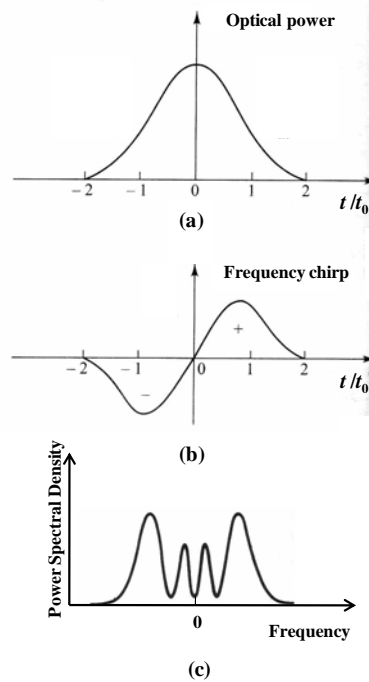 Optical power
−2 −1 0 1 2
t/t0
(a)
Frequency chirp
+
−
−2 −1 0 1 2
t/t0
(b)
Power Spectral Density
0
Frequency
(c)